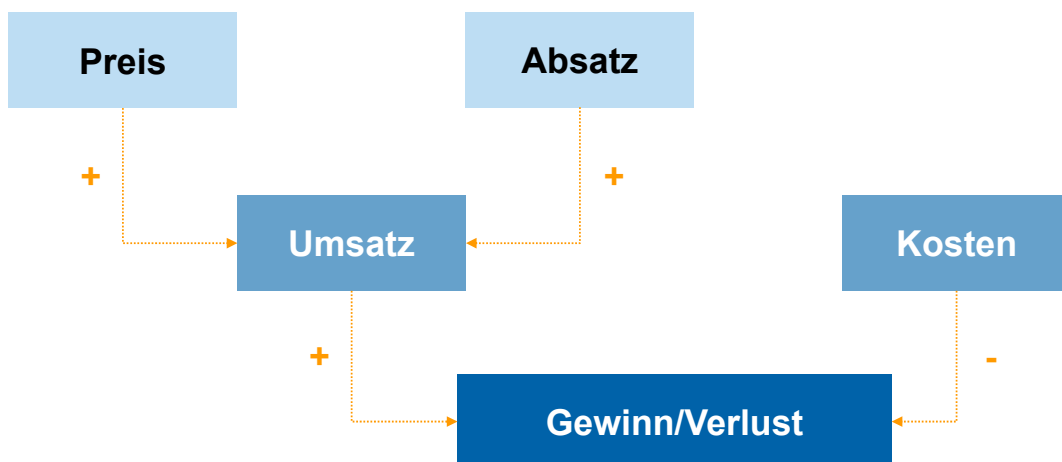 Preis
Absatz
+
+
Umsatz
Kosten
+
-
Gewinn/Verlust